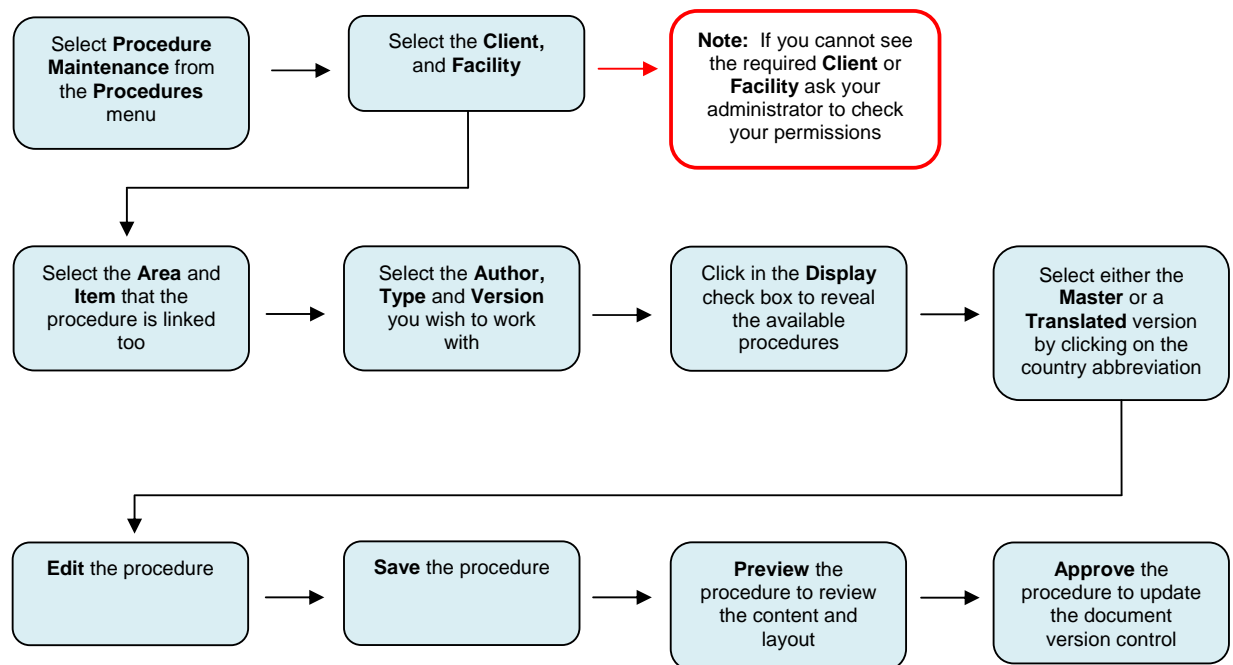 Select Procedure
Maintenance from
the Procedures
menu
Select the Client,
and Facility
Note: If you cannot see
the required Client or
Facility ask your
administrator to check
your permissions
Select the Area and
Item that the
procedure is linked
too
Select the Author,
Type and Version
you wish to work
with
Click in the Display
check box to reveal
the available
procedures
Select either the
Master or a
Translated version
by clicking on the
country abbreviation
Edit the procedure
Save the procedure
Preview the
procedure to review
the content and
layout
Approve the
procedure to update
the document
version control